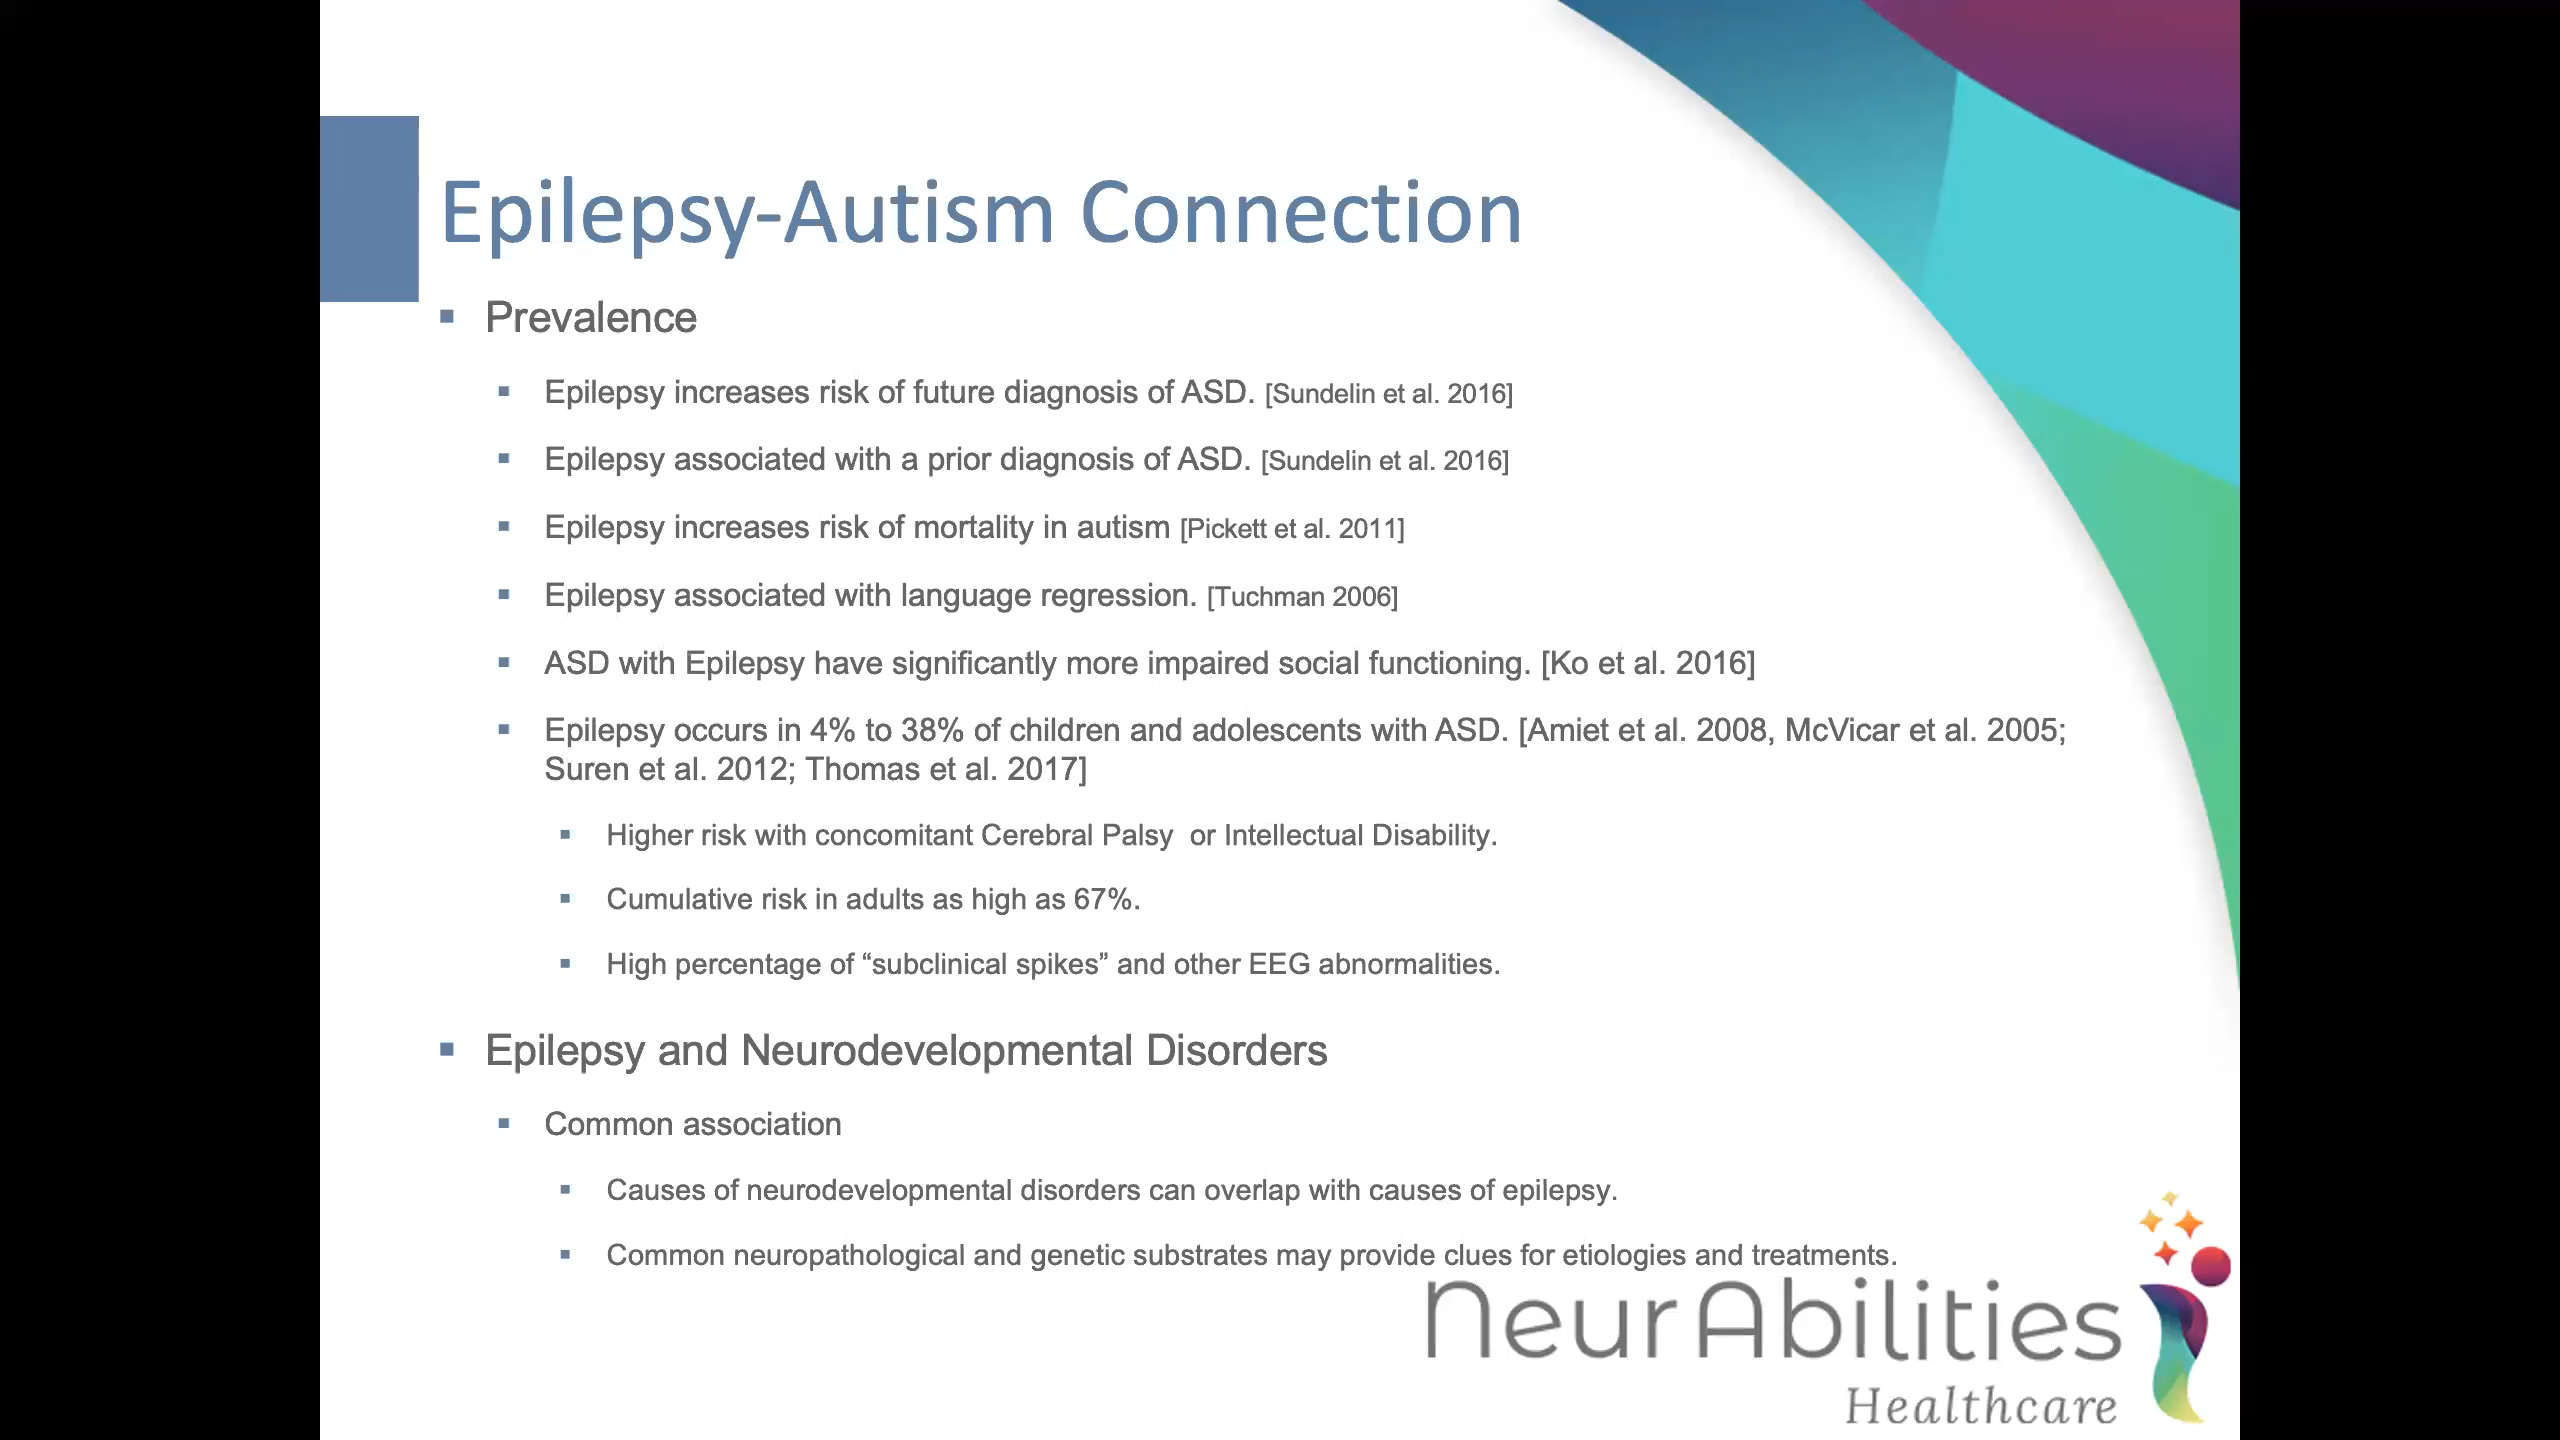 Epilepsy-Autism Connection
Prevalence
Epilepsy increases risk of future diagnosis of ASD. [Sundelin et al. 2016]
Epilepsy associated with a prior diagnosis of ASD. [Sundelin et al. 2016]
Epilepsy increases risk of mortality in autism [Pickett et al. 2011]
Epilepsy associated with language regression. [Tuchman 2006]
ASD with Epilepsy have significantly more impaired social functioning. [Ko et al. 2016]
Epilepsy occurs in 4% to 38% of children and adolescents with ASD. [Amiet et al. 2008, McVicar et al. 2005;
Suren et al. 2012; Thomas et al. 2017]
Higher risk with concomitant Cerebral Palsy  or Intellectual Disability.
Cumulative risk in adults as high as 67%.
High percentage of “subclinical spikes” and other EEG abnormalities.
Epilepsy and Neurodevelopmental Disorders
Common association
Causes of neurodevelopmental disorders can overlap with causes of epilepsy.
Common neuropathological and genetic substrates may provide clues for etiologies and treatments.
NeurAbilities
Healthcare